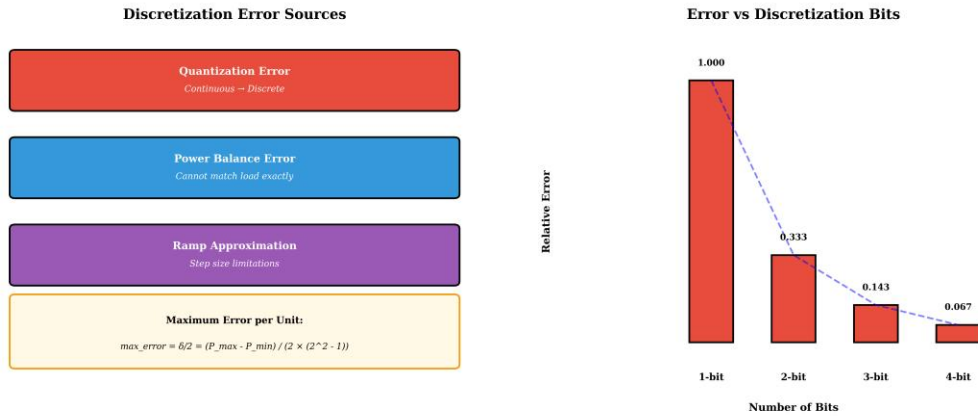 Discretization Error Sources
Quantization Error
Continuous → Discrete
Power Balance Error
Cannot match load exactly
Ramp Approximation
Step size limitations
Maximum Error per Unit:
max_error = δ/2 = (P_max - P_min) / (2 × (2^2 - 1))
Error vs Discretization Bits
1.000
0.333
0.143
0.067
Relative Error
1-bit
2-bit
3-bit
4-bit
Number of Bits